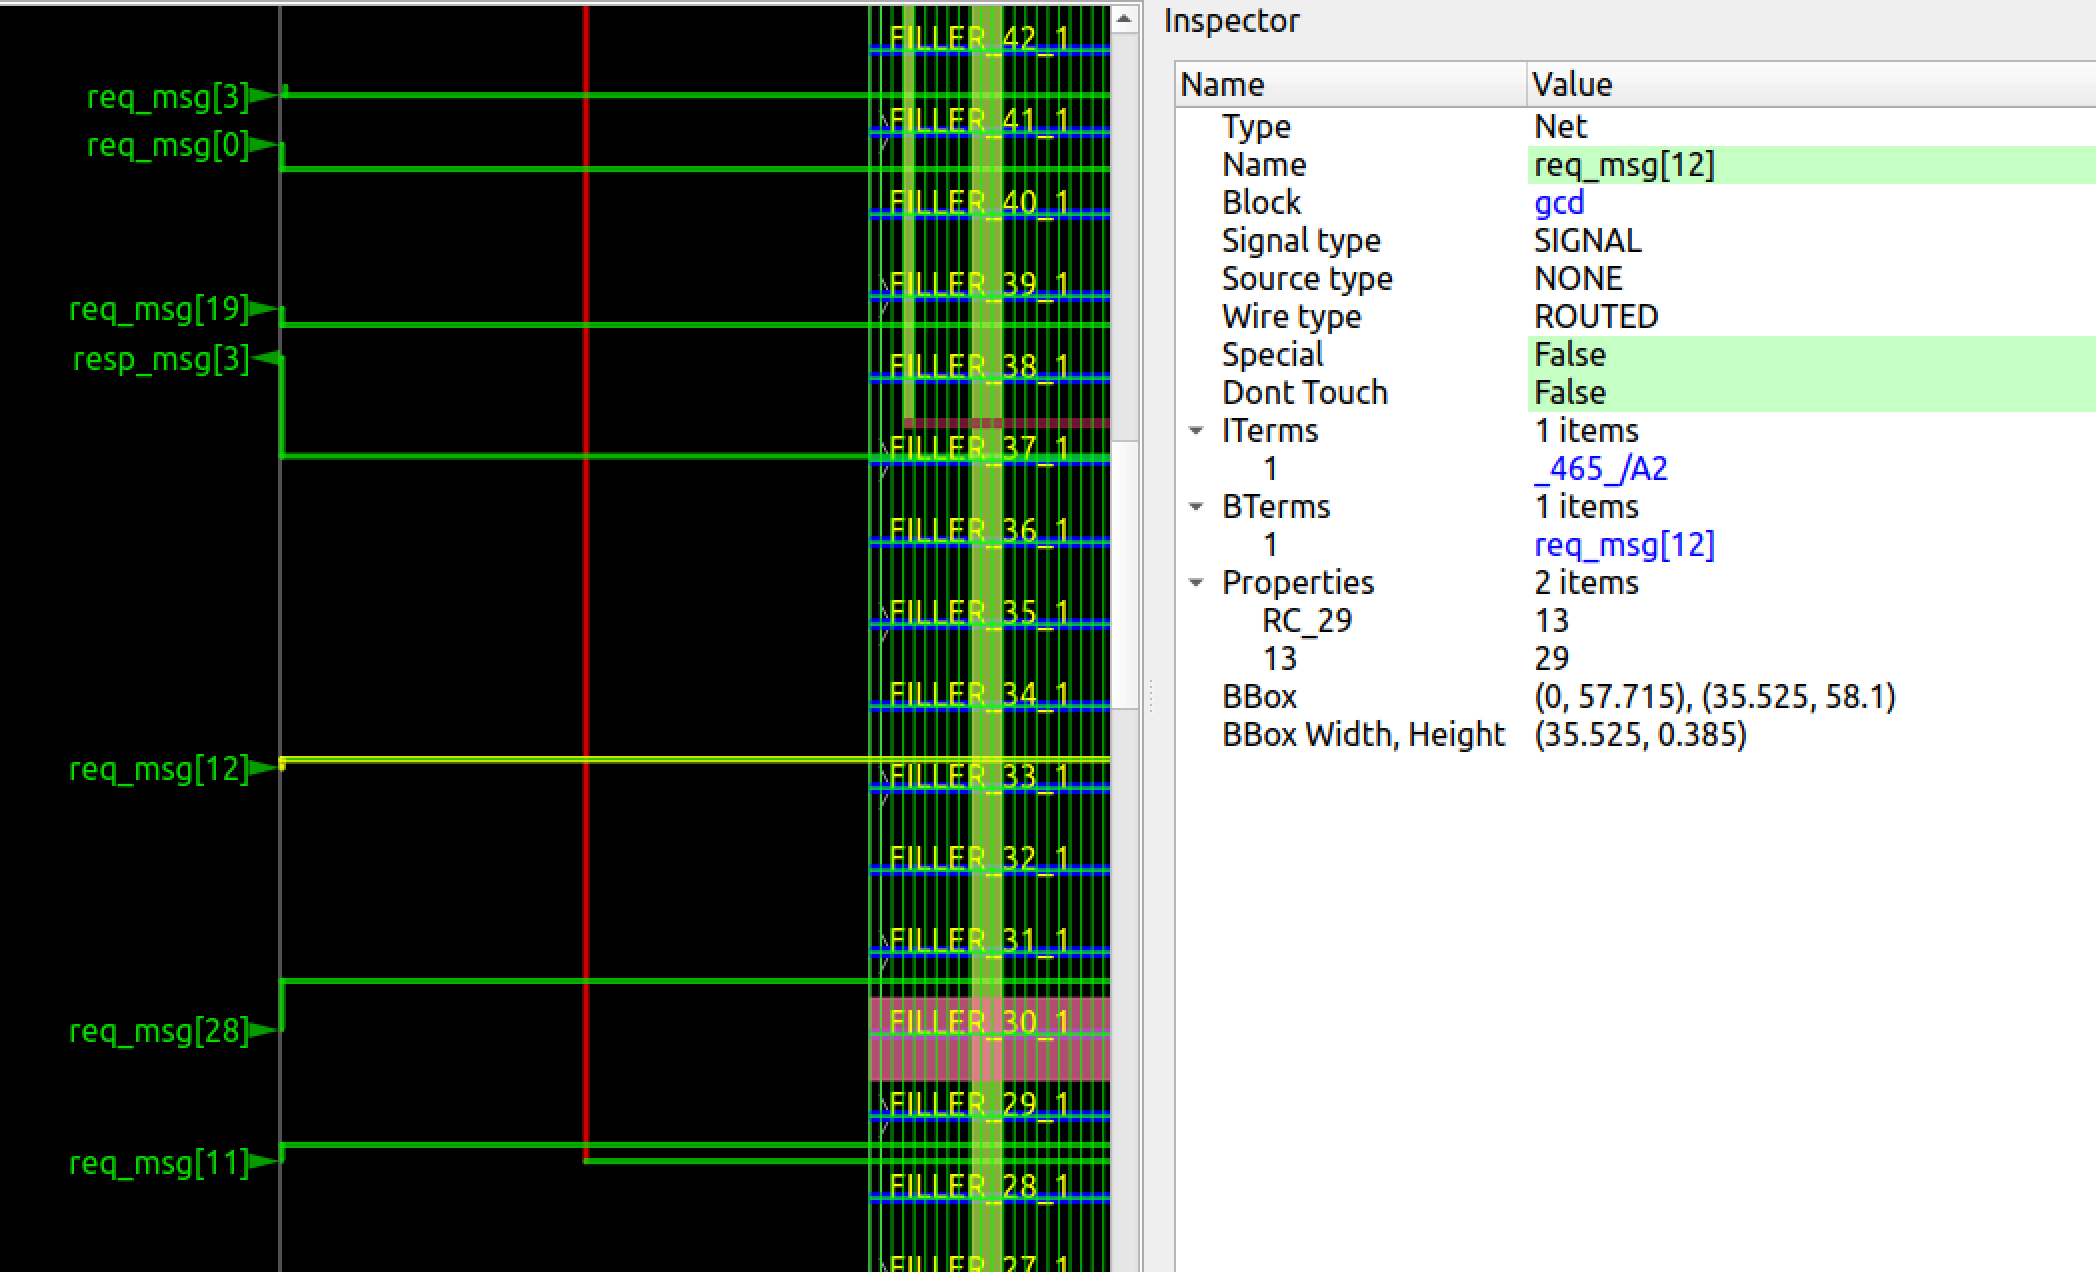 req_msg[3]
req_msg[0]
req_msg[19]
resp_msg[3]
req_msg[12]
req_msg[28]
req_msg[11]
FILLER_42_1
FILLER_41_1
FILLER_40_1
FILLER_39_1
FILLER_38_1
FILLER_37_1
FILLER_36_1
FILLER_35_1
FILLER_34_1
FILLER_33_1
FILLER_32_1
FILLER_31_1
FILLER_30_1
FILLER_29_1
FILLER_28_1
FILLER_27_1
Inspector
Name Value
Type Net
Name req_msg[12]
Block gcd
Signal type SIGNAL
Source type NONE
Wire type ROUTED
Special False
Dont Touch False
ITerms 1 items
1 _465_/A2
BTerms 1 items
1 req_msg[12]
Properties 2 items
RC_29 13
13 29
BBox (0, 57.715), (35.525, 58.1)
BBox Width, Height (35.525, 0.385)